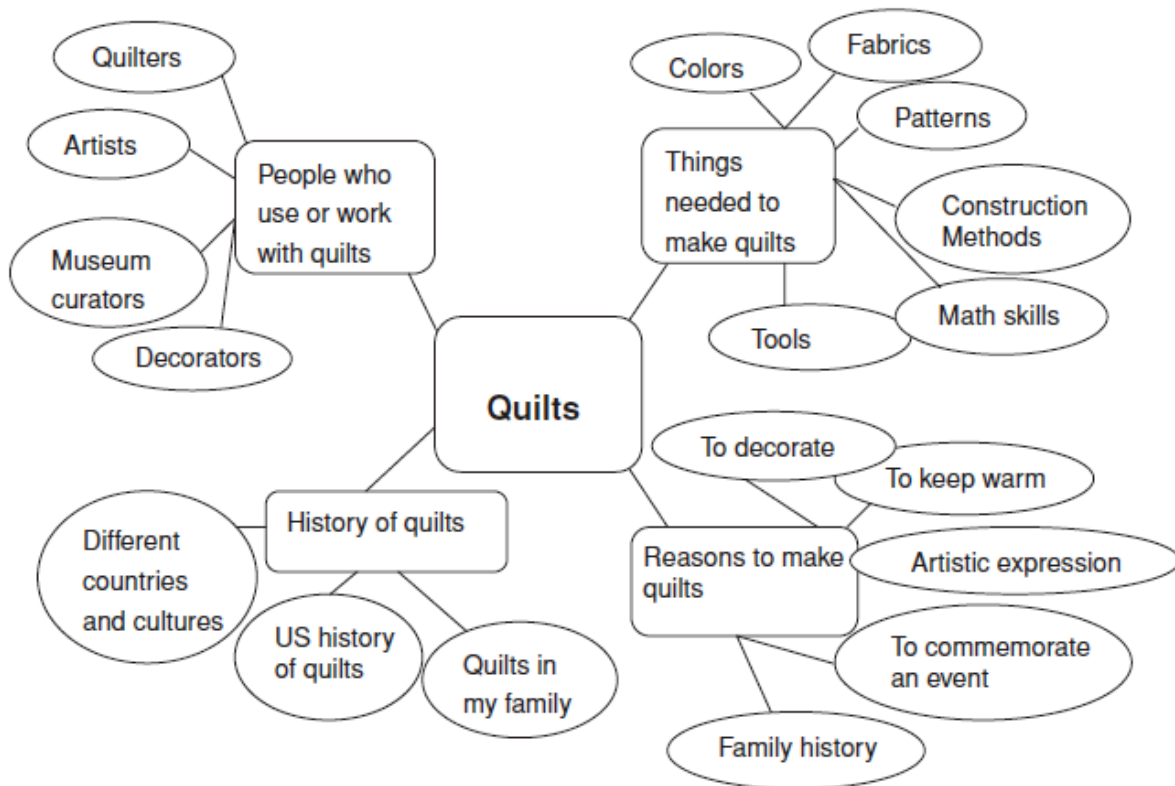 Quilters
Artists
Museum
curators
Decorators
People who
use or work
with quilts
Colors
Fabrics
Patterns
Construction
Methods
Math skills
Tools
Things
needed to
make quilts
Quilts
History of quilts
Different
countries
and cultures
US history
of quilts
Quilts in
my family
To decorate
To keep warm
Reasons to make
quilts
Artistic expression
To commemorate
an event
Family history